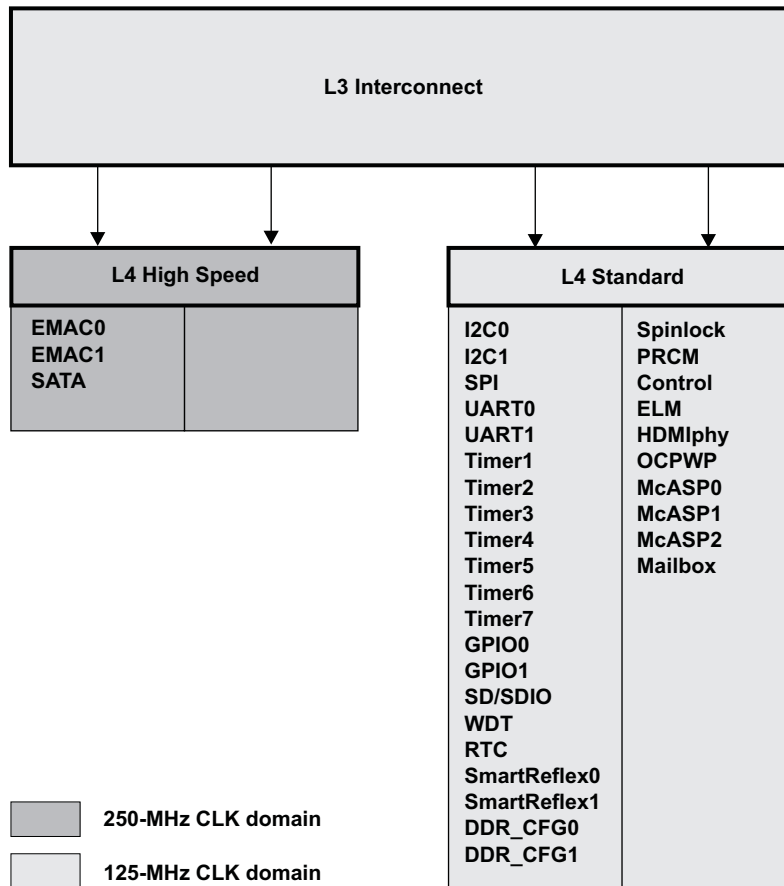 L3 Interconnect
L4 High Speed
EMAC0
EMAC1
SATA
L4 Standard
I2C0
I2C1
SPI
UART0
UART1
Timer1
Timer2
Timer3
Timer4
Timer5
Timer6
Timer7
GPIO0
GPIO1
SD/SDIO
WDT
RTC
SmartReflex0
SmartReflex1
DDR_CFG0
DDR_CFG1
Spinlock
PRCM
Control
ELM
HDMIphy
OCPWP
McASP0
McASP1
McASP2
Mailbox
250-MHz CLK domain
125-MHz CLK domain